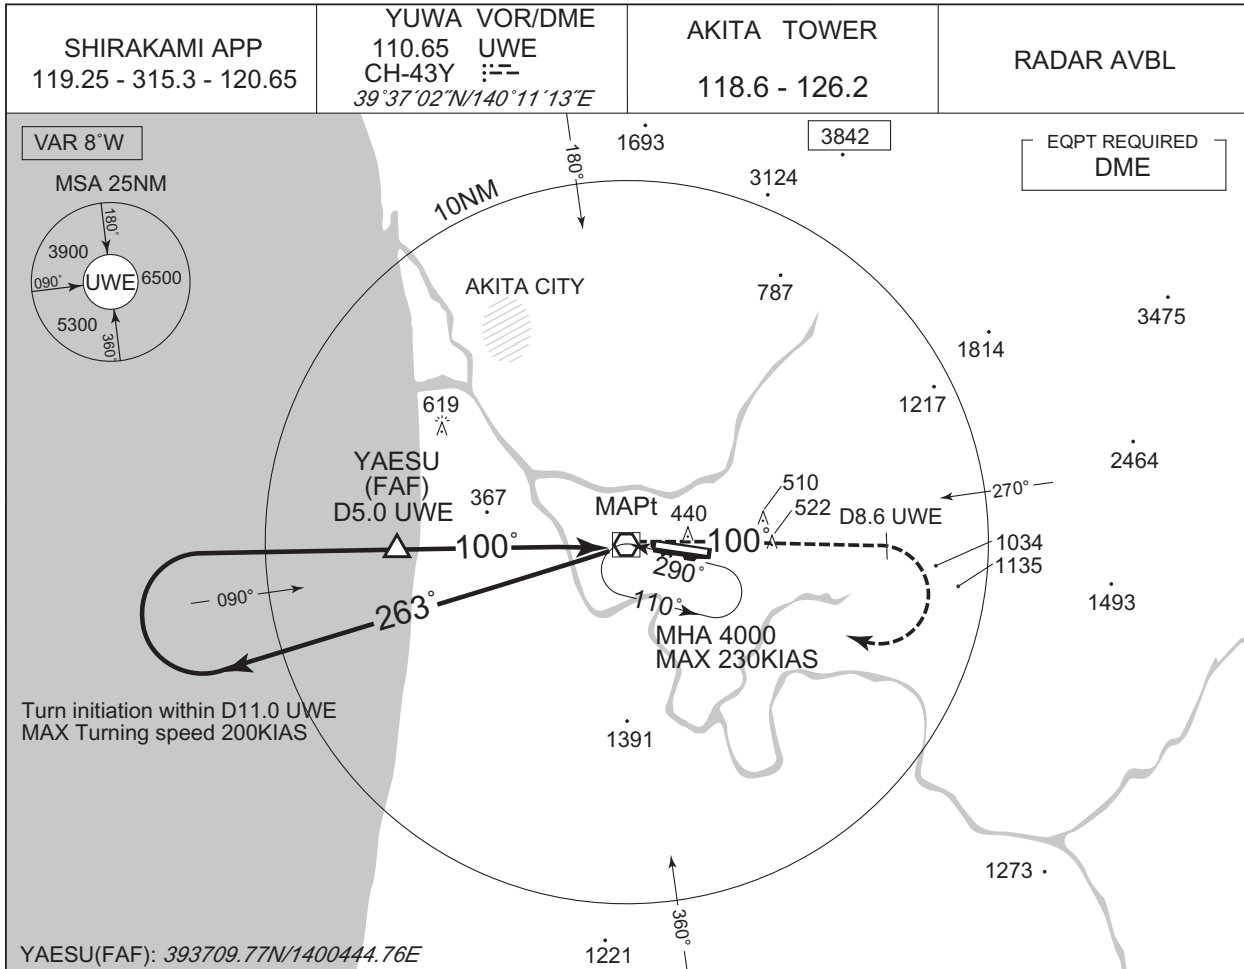 SHIRAKAMI APP
119.25 - 315.3 - 120.65
YUWA VOR/DME
110.65 UWE
CH-43Y
39°37´02˝N/140°11´13˝E
AKITA TOWER
118.6 - 126.2
RADAR AVBL
VAR 8°W
MSA 25NM
180°
3900
090°
UWE
6500
5300
360°
180°
1693
3842
EQPT REQUIRED
DME
3124
10NM
AKITA CITY
787
3475
1814
1217
619
2464
YAESU
(FAF)
D5.0 UWE
367
MAPt
440
510
522
D8.6 UWE
270°
100°
100°
1034
1135
290°
110°
090°
263°
1493
MHA 4000
MAX 230KIAS
Turn initiation within D11.0 UWE
MAX Turning speed 200KIAS
1391
1273
360°
1221
YAESU(FAF): 393709.77N/1400444.76E